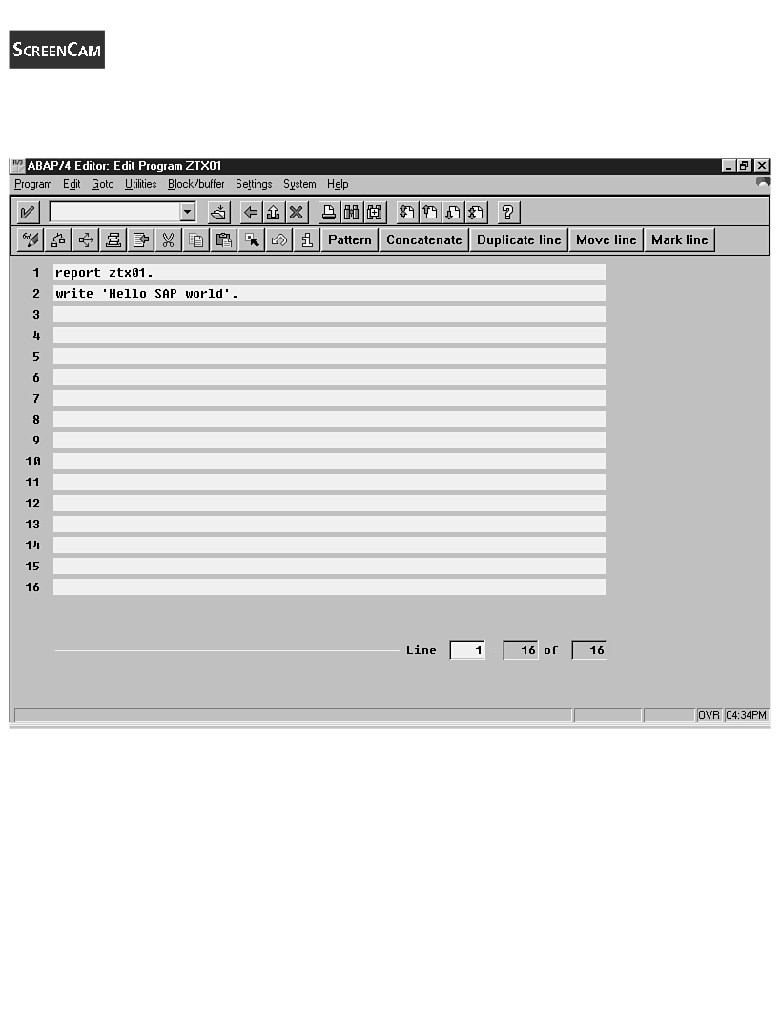 SCREENCAM
ABAP/4 Editor: Edit Program ZTX01
Program Edit Goto Utilities Block/buffer Settings System Help
Pattern Concatenate Duplicate line Move line Mark line
1 report ztx01.
2 write 'Hello SAP world'.
3
4
5
6
7
8
9
10
11
12
13
14
15
16
Line 1 - 16 of 16
OVR 04:34PM